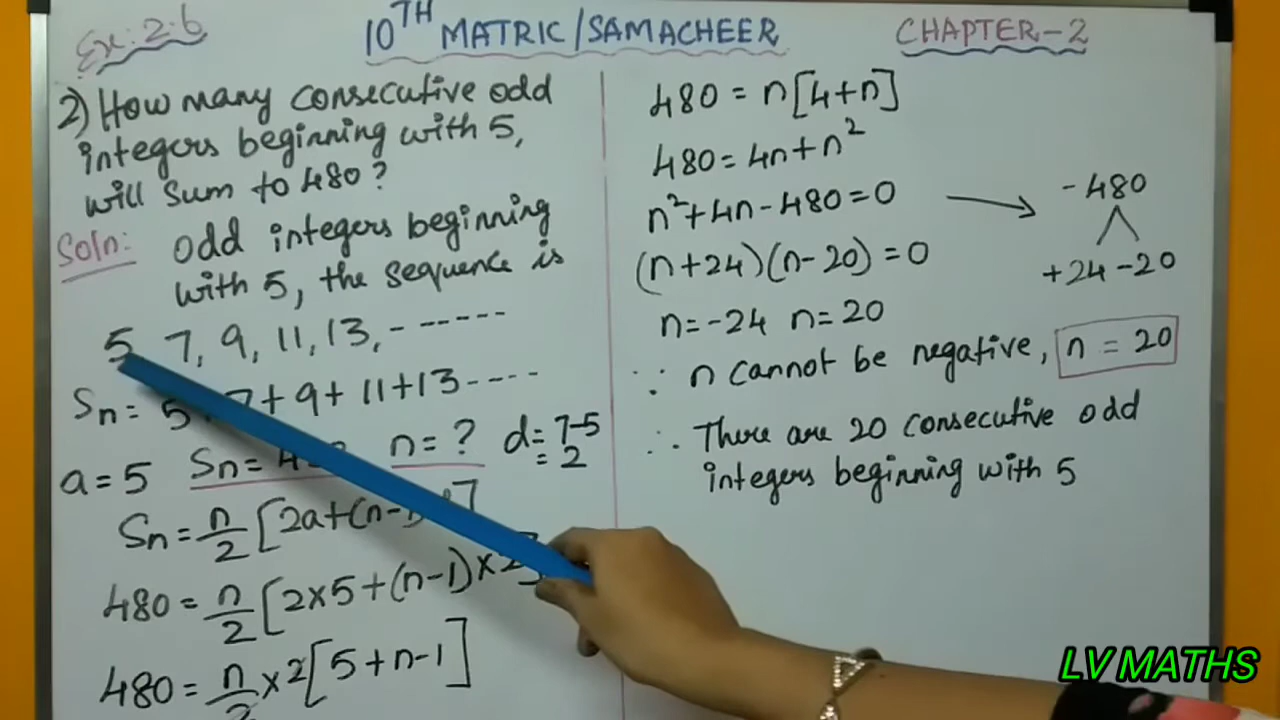 Ex: 2.6
10TH MATRIC/SAMACHEER
CHAPTER-2
2) How many consecutive odd
integers beginning with 5,
will sum to 480?
Soln: odd integers beginning
with 5, the sequence is
5 7, 9, 11, 13, - - - - - - -
Sn = 5 + 7 + 9 + 11 + 13 - - - -
a = 5 Sn = n = ? d = 7-5
= 2
Sn = n/2 [2a+(n-1)
480 = n/2 [2×5+(n-1)×2]
480 = n/2 ×2[5+n-1]
480 = n[4+n]
480 = 4n+n²
n²+4n-480=0 → -480
(n+24)(n-20)=0 +24 -20
n=-24 n=20
∵ n cannot be negative, n = 20
∴ There are 20 consecutive odd
integers beginning with 5
LV MATHS